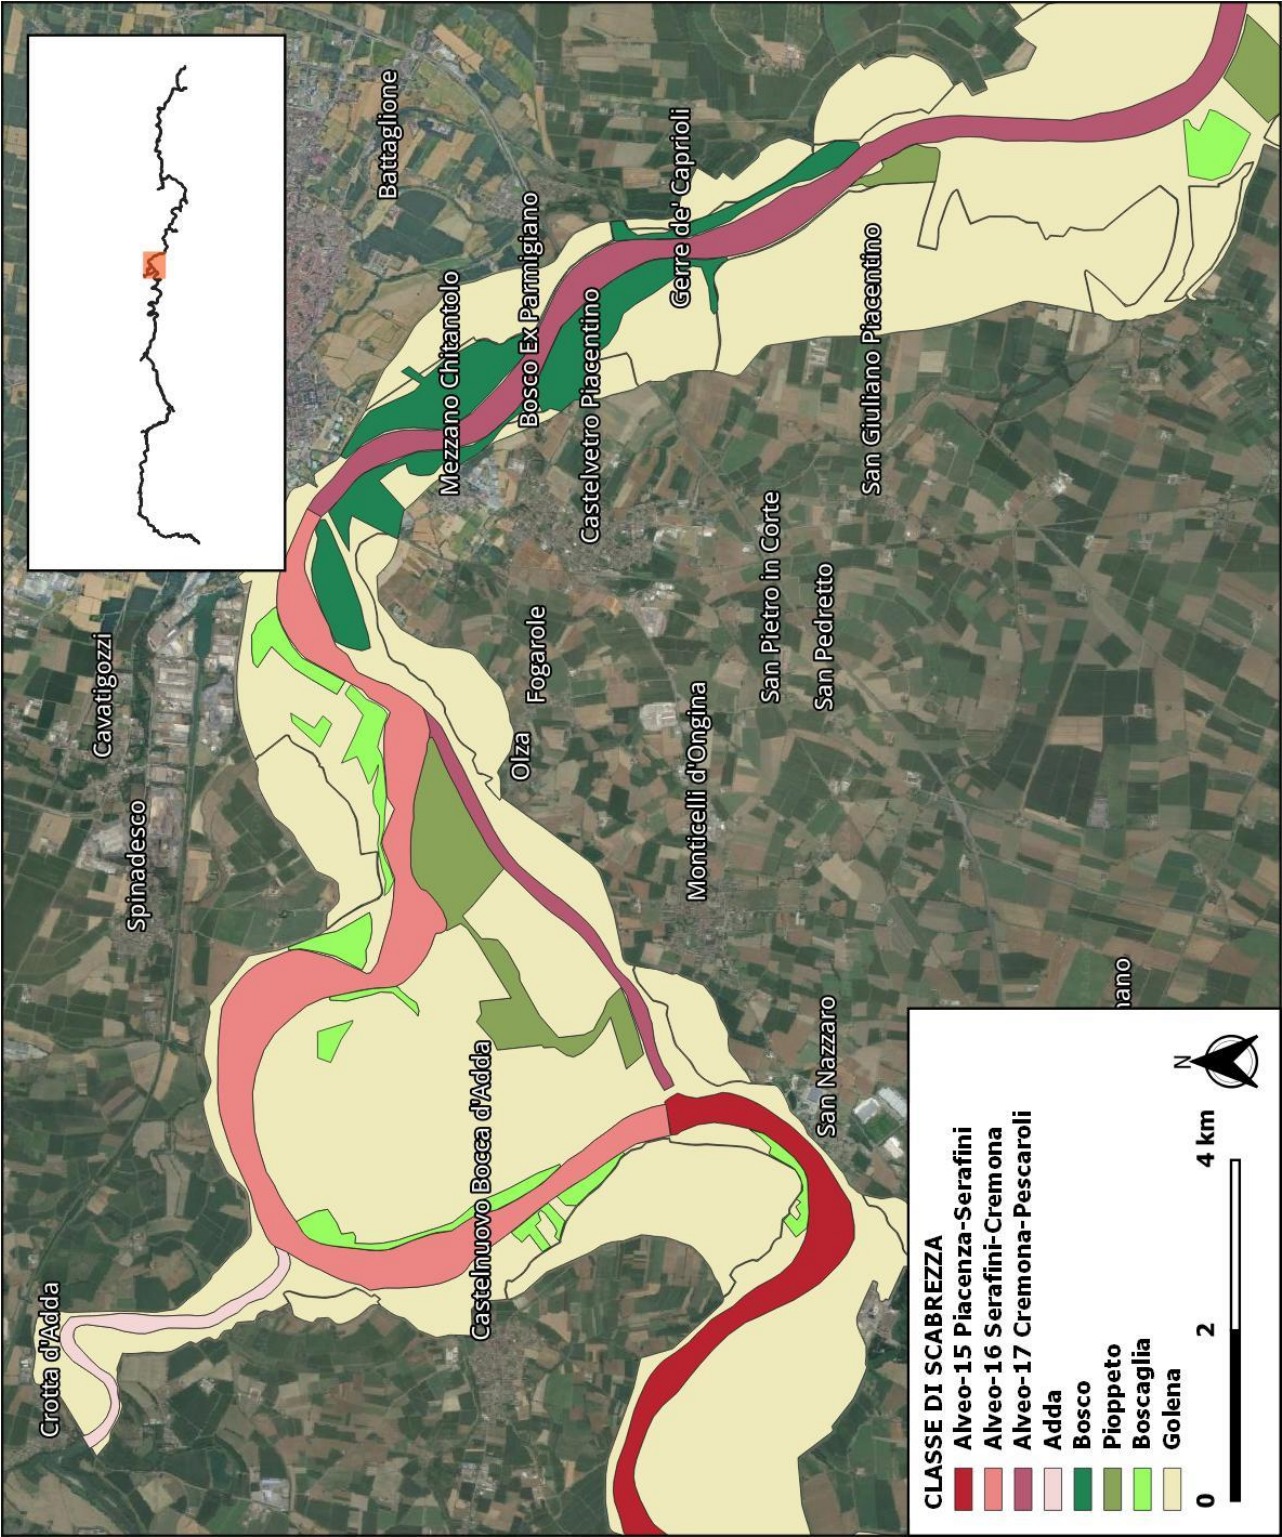 Crotta d'Adda
Spinadesco
Cavatigozzi
Battaglione
Castelnuovo Bocca d'Adda
Olza
Fogarole
Mezzano Chitantolo
Bosco Ex Parmigiano
Castelvetro Piacentino
Gerre de' Caprioli
Monticelli d'Ongina
San Pietro in Corte
San Pedretto
San Giuliano Piacentino
San Nazzaro
nano
CLASSE DI SCABREZZA
Alveo-15 Piacenza-Serafini
Alveo-16 Serafini-Cremona
Alveo-17 Cremona-Pescaroli
Adda
Bosco
Pioppeto
Boscaglia
Golena
N
0 2 4 km